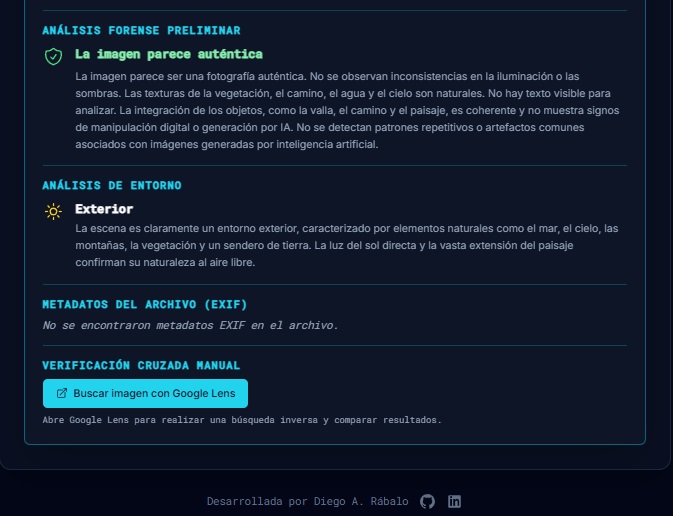 ANÁLISIS FORENSE PRELIMINAR
La imagen parece auténtica
La imagen parece ser una fotografía auténtica. No se observan inconsistencias en la iluminación o las
sombras. Las texturas de la vegetación, el camino, el agua y el cielo son naturales. No hay texto visible para
analizar. La integración de los objetos, como la valla, el camino y el paisaje, es coherente y no muestra signos
de manipulación digital o generación por IA. No se detectan patrones repetitivos o artefactos comunes
asociados con imágenes generadas por inteligencia artificial.
ANÁLISIS DE ENTORNO
Exterior
La escena es claramente un entorno exterior, caracterizado por elementos naturales como el mar, el cielo, las
montañas, la vegetación y un sendero de tierra. La luz del sol directa y la vasta extensión del paisaje
confirman su naturaleza al aire libre.
METADATOS DEL ARCHIVO (EXIF)
No se encontraron metadatos EXIF en el archivo.
VERIFICACIÓN CRUZADA MANUAL
Buscar imagen con Google Lens
Abre Google Lens para realizar una búsqueda inversa y comparar resultados.
Desarrollada por Diego A. Rábalo